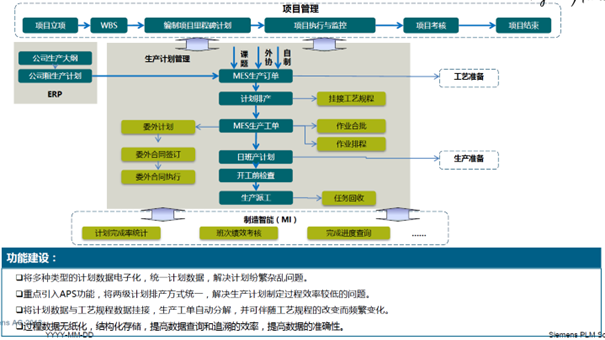 项目管理
项目立项
WBS
编制项目里程碑计划
项目执行与监控
项目考核
项目结束
公司生产大纲
公司期生产计划
ERP
生产计划管理
课题
外协
自制
MES生产订单
工艺准备
计划排产
挂接工艺规程
委外计划
MES生产工单
作业合批
作业排程
委外合同签订
日班产计划
生产准备
委外合同执行
开工前检查
生产派工
任务回收
制造智能（MI）
计划完成率统计
班次绩效考核
完成进度查询
......
功能建设：
□将多种类型的计划数据电子化，统一计划数据，解决计划纷繁杂乱问题。
□重点引入APS功能，将两级计划排产方式统一，解决生产计划制定过程效率较低的问题。
□将计划数据与工艺规程数据挂接，生产工单自动分解，并可伴随工艺规程的改变而频繁变化。
□过程数据无纸化，结构化存储，提高数据查询和追溯的效率，提高数据的准确性。
YYYY-MM-DD
Siemens PLM So